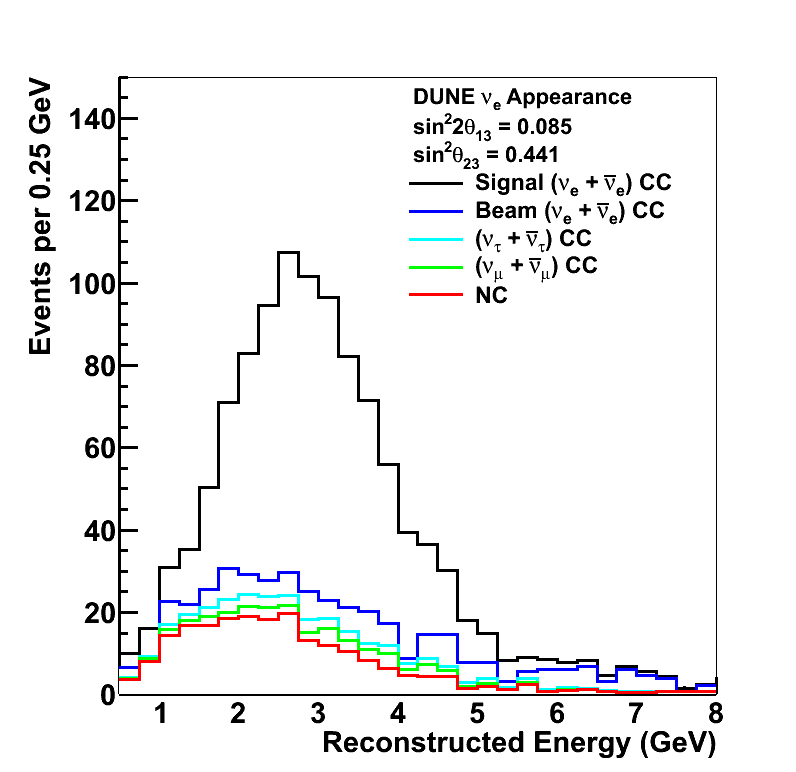 DUNE νe Appearance
sin²2θ13 = 0.085
sin²θ23 = 0.441
Signal (νe + ν̅e) CC
Beam (νe + ν̅e) CC
(ντ + ν̅τ) CC
(νμ + ν̅μ) CC
NC
Events per 0.25 GeV
140
120
100
80
60
40
20
0
1 2 3 4 5 6 7 8
Reconstructed Energy (GeV)